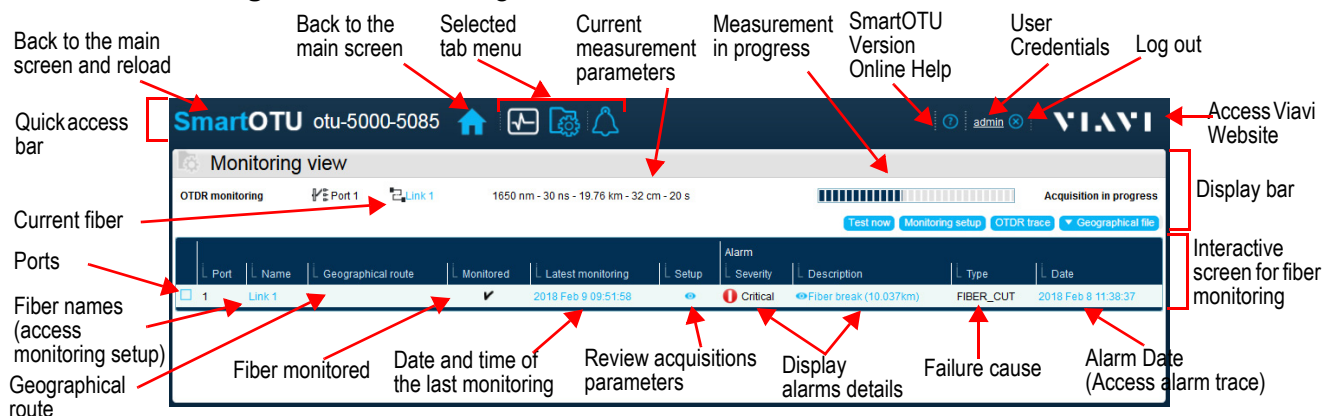 Back to the main
screen and reload
Back to the
main screen
Selected
tab menu
Current
measurement
parameters
Measurement
in progress
SmartOTU
Version
Online Help
User
Credentials
Log out
Quick access
bar
SmartOTU otu-5000-5085
admin
VIAVI
Access Viavi
Website
Monitoring view
OTDR monitoring Port 1 Link 1 1650 nm - 30 ns - 19.76 km - 32 cm - 20 s Acquisition in progress
Display bar
Current fiber
Test now Monitoring setup OTDR trace Geographical file
Ports
Alarm
Port Name Geographical route Monitored Latest monitoring Setup Severity Description Type Date
1 Link 1 2018 Feb 9 09:51:58 Critical Fiber break (10.037km) FIBER_CUT 2018 Feb 8 11:38:37
Interactive
screen for fiber
monitoring
Fiber names
(access
monitoring setup)
Geographical
route
Fiber monitored
Date and time of
the last monitoring
Review acquisitions
parameters
Display
alarms details
Failure cause
Alarm Date
(Access alarm trace)